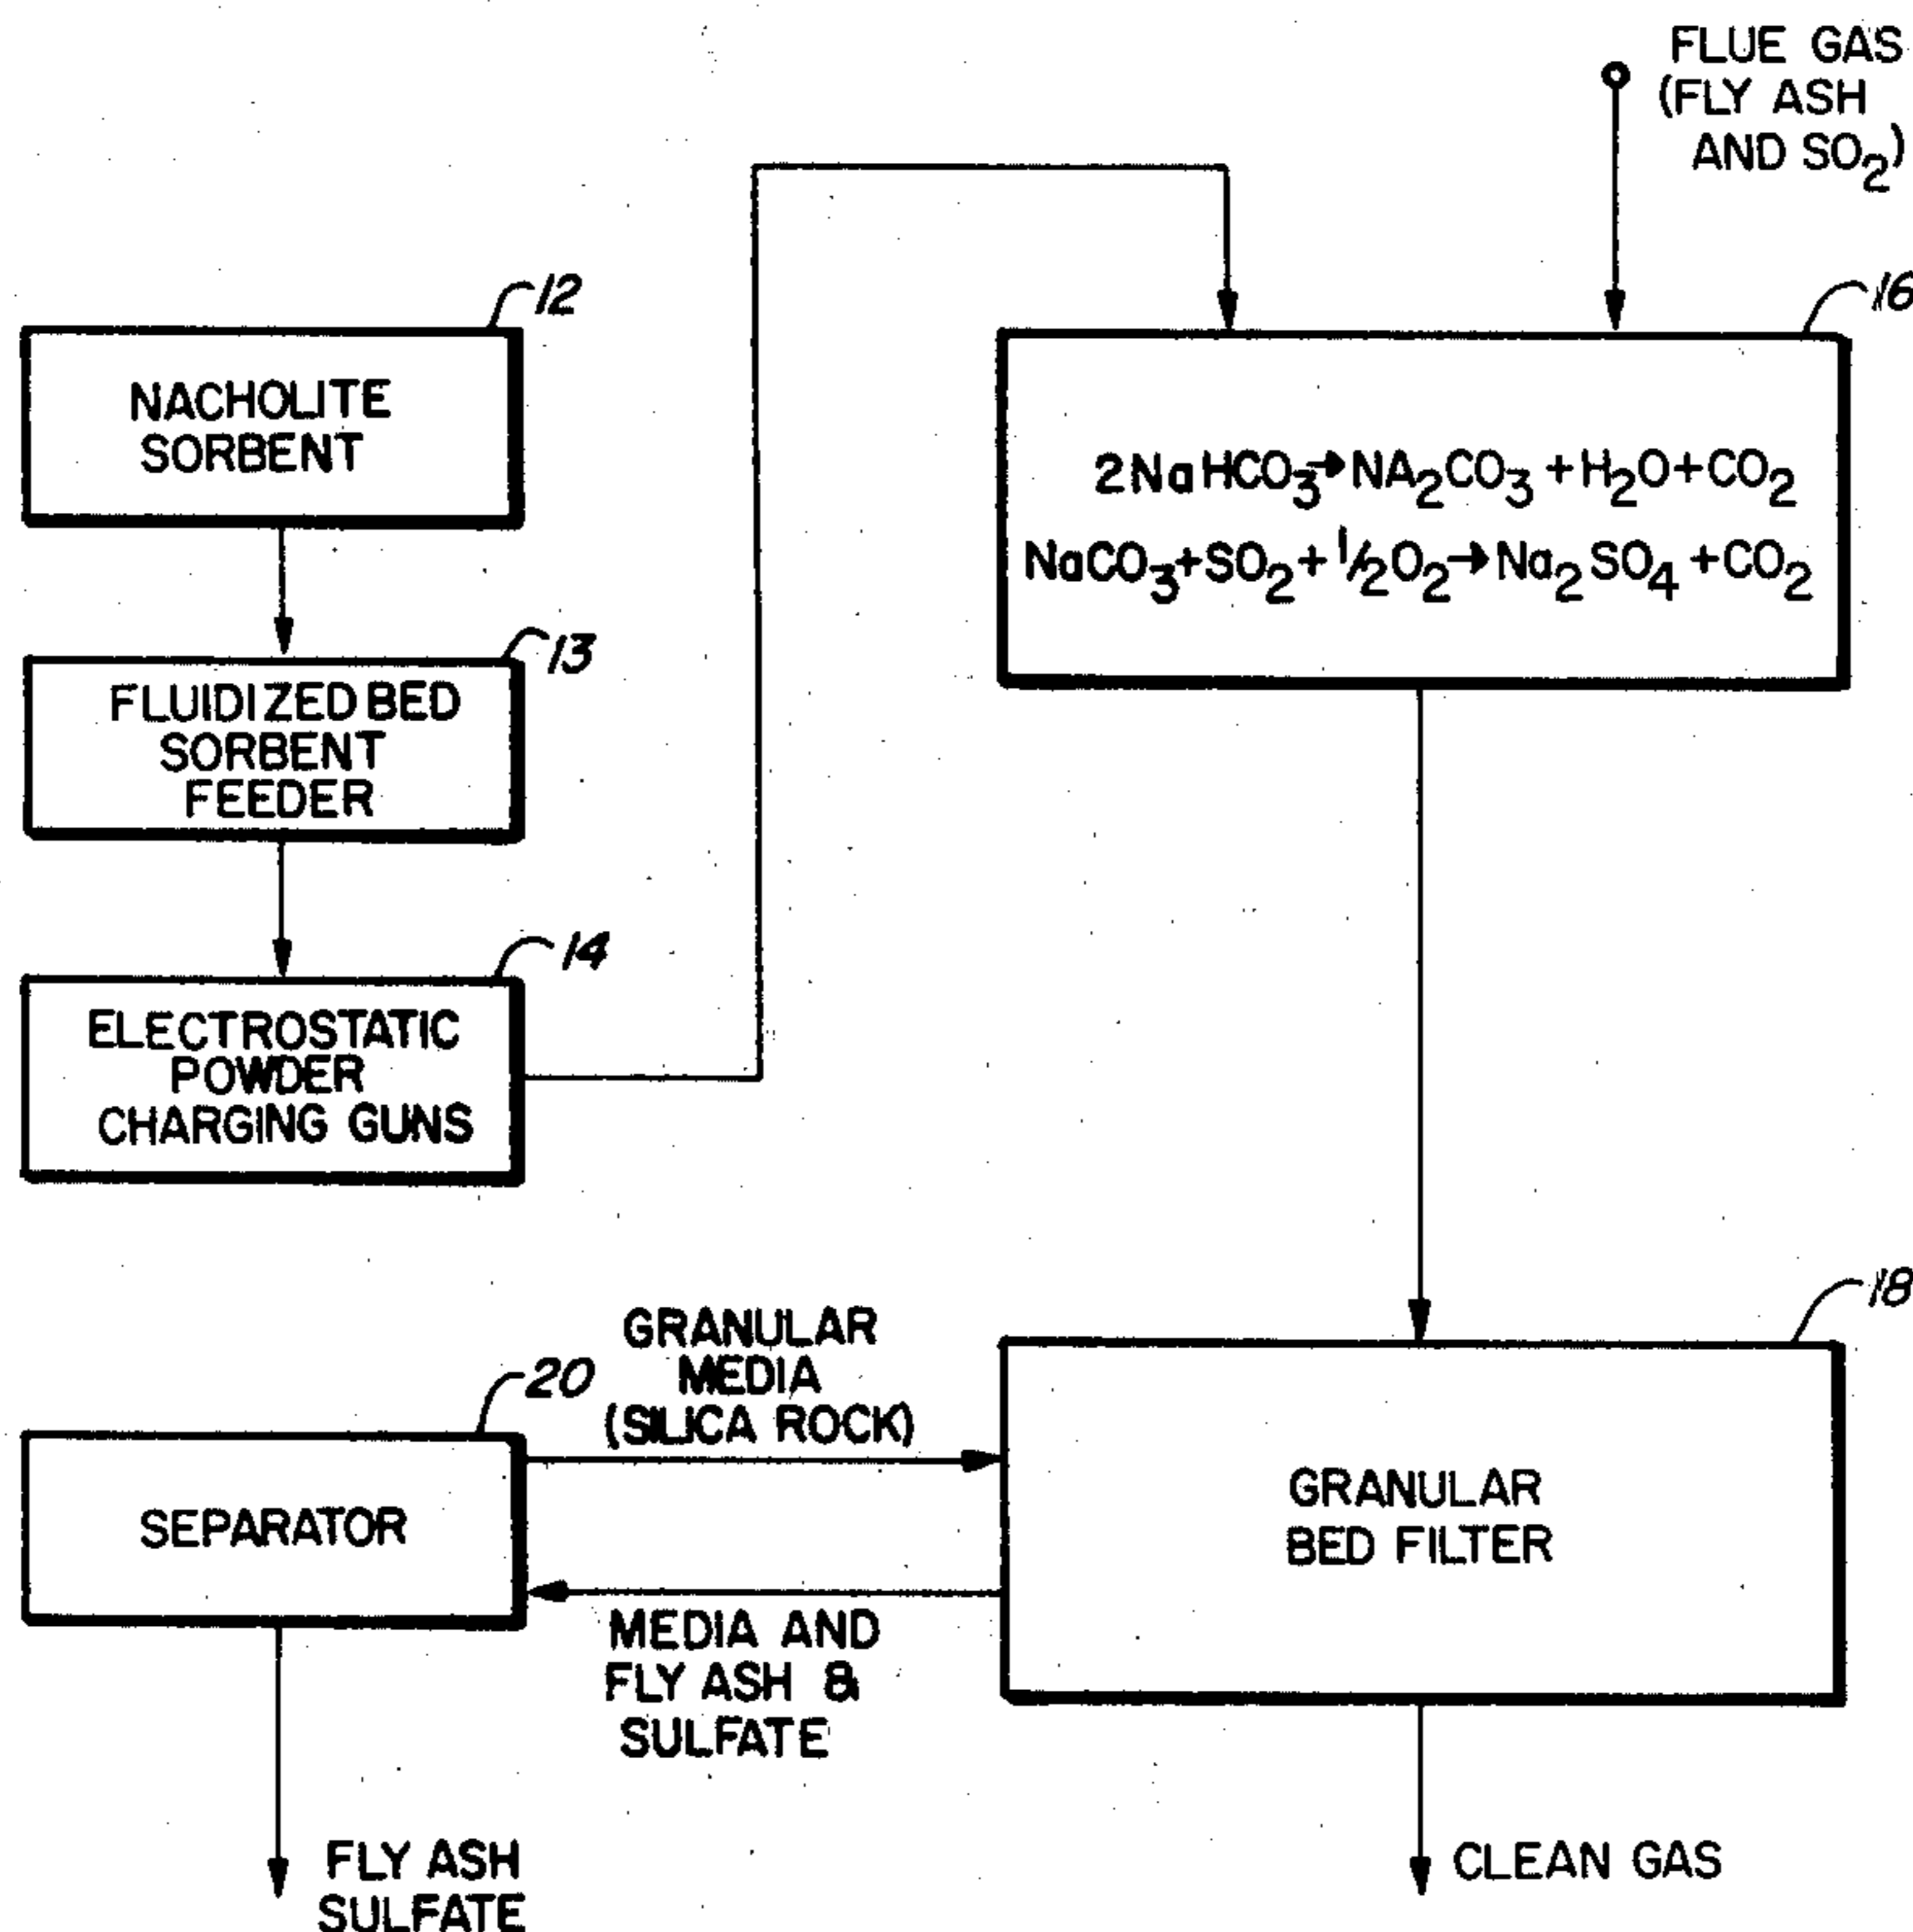 FLUE GAS
(FLY ASH
AND SO₂)
12
NACHOLITE
SORBENT
16
2NaHCO₃→NA₂CO₃+H₂O+CO₂
NaCO₃+SO₂+1/2O₂→Na₂SO₄+CO₂
13
FLUIDIZED BED
SORBENT
FEEDER
14
ELECTROSTATIC
POWDER
CHARGING GUNS
18
GRANULAR
BED FILTER
GRANULAR
MEDIA
(SILICA ROCK)
20
SEPARATOR
MEDIA AND
FLY ASH &
SULFATE
FLY ASH
SULFATE
CLEAN GAS